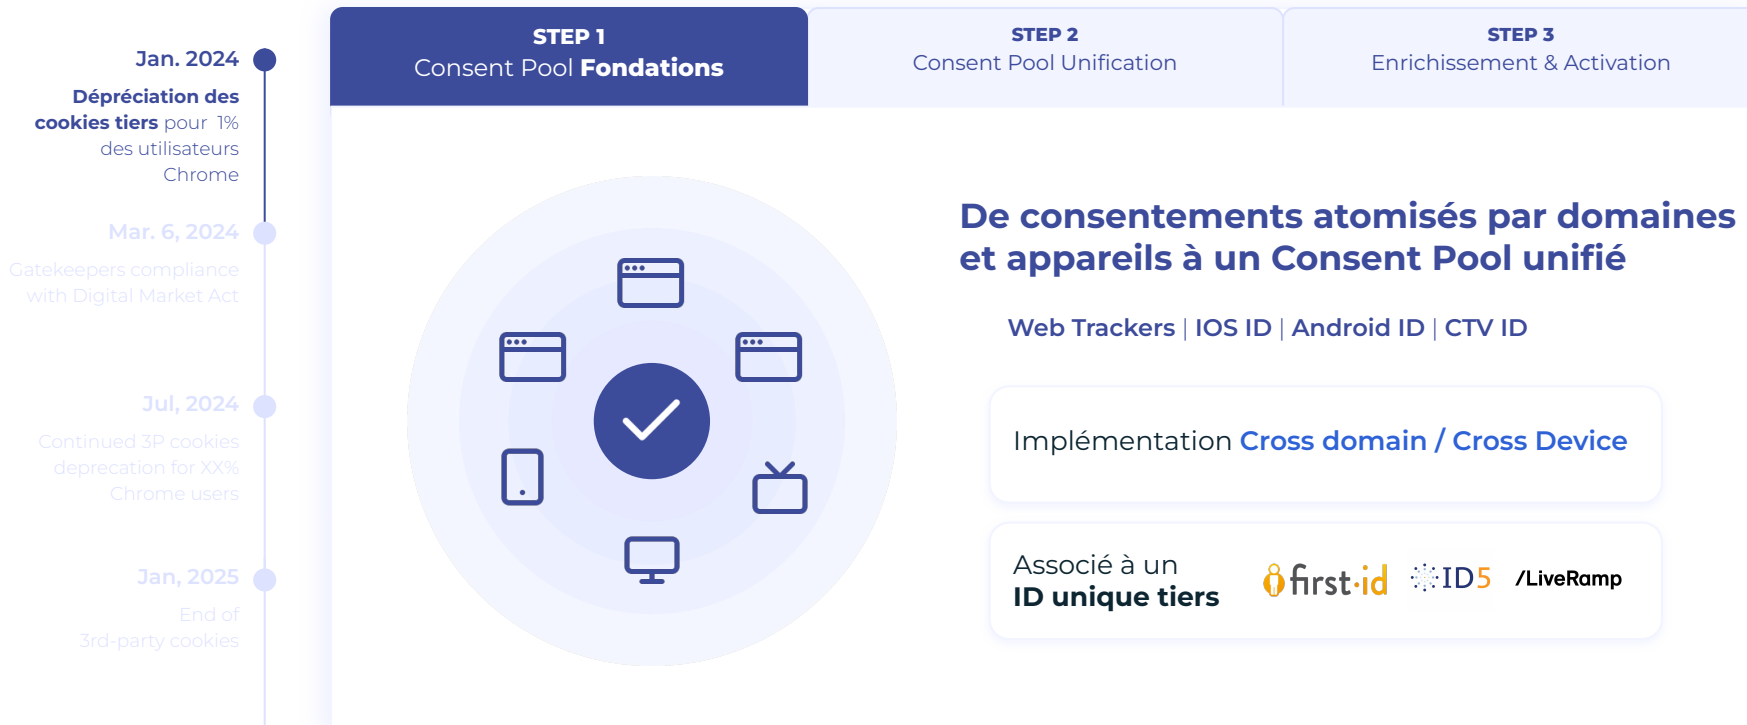 Jan. 2024
Dépréciation des
cookies tiers pour 1%
des utilisateurs
Chrome
Mar. 6, 2024
Gatekeepers compliance
with Digital Market Act
Jul, 2024
Continued 3P cookies
deprecation for XX%
Chrome users
Jan, 2025
End of
3rd-party cookies
STEP 1
Consent Pool Fondations
STEP 2
Consent Pool Unification
STEP 3
Enrichissement & Activation
De consentements atomisés par domaines
et appareils à un Consent Pool unifié
Web Trackers | IOS ID | Android ID | CTV ID
Implémentation Cross domain / Cross Device
Associé à un
ID unique tiers
first·id
ID5
/LiveRamp